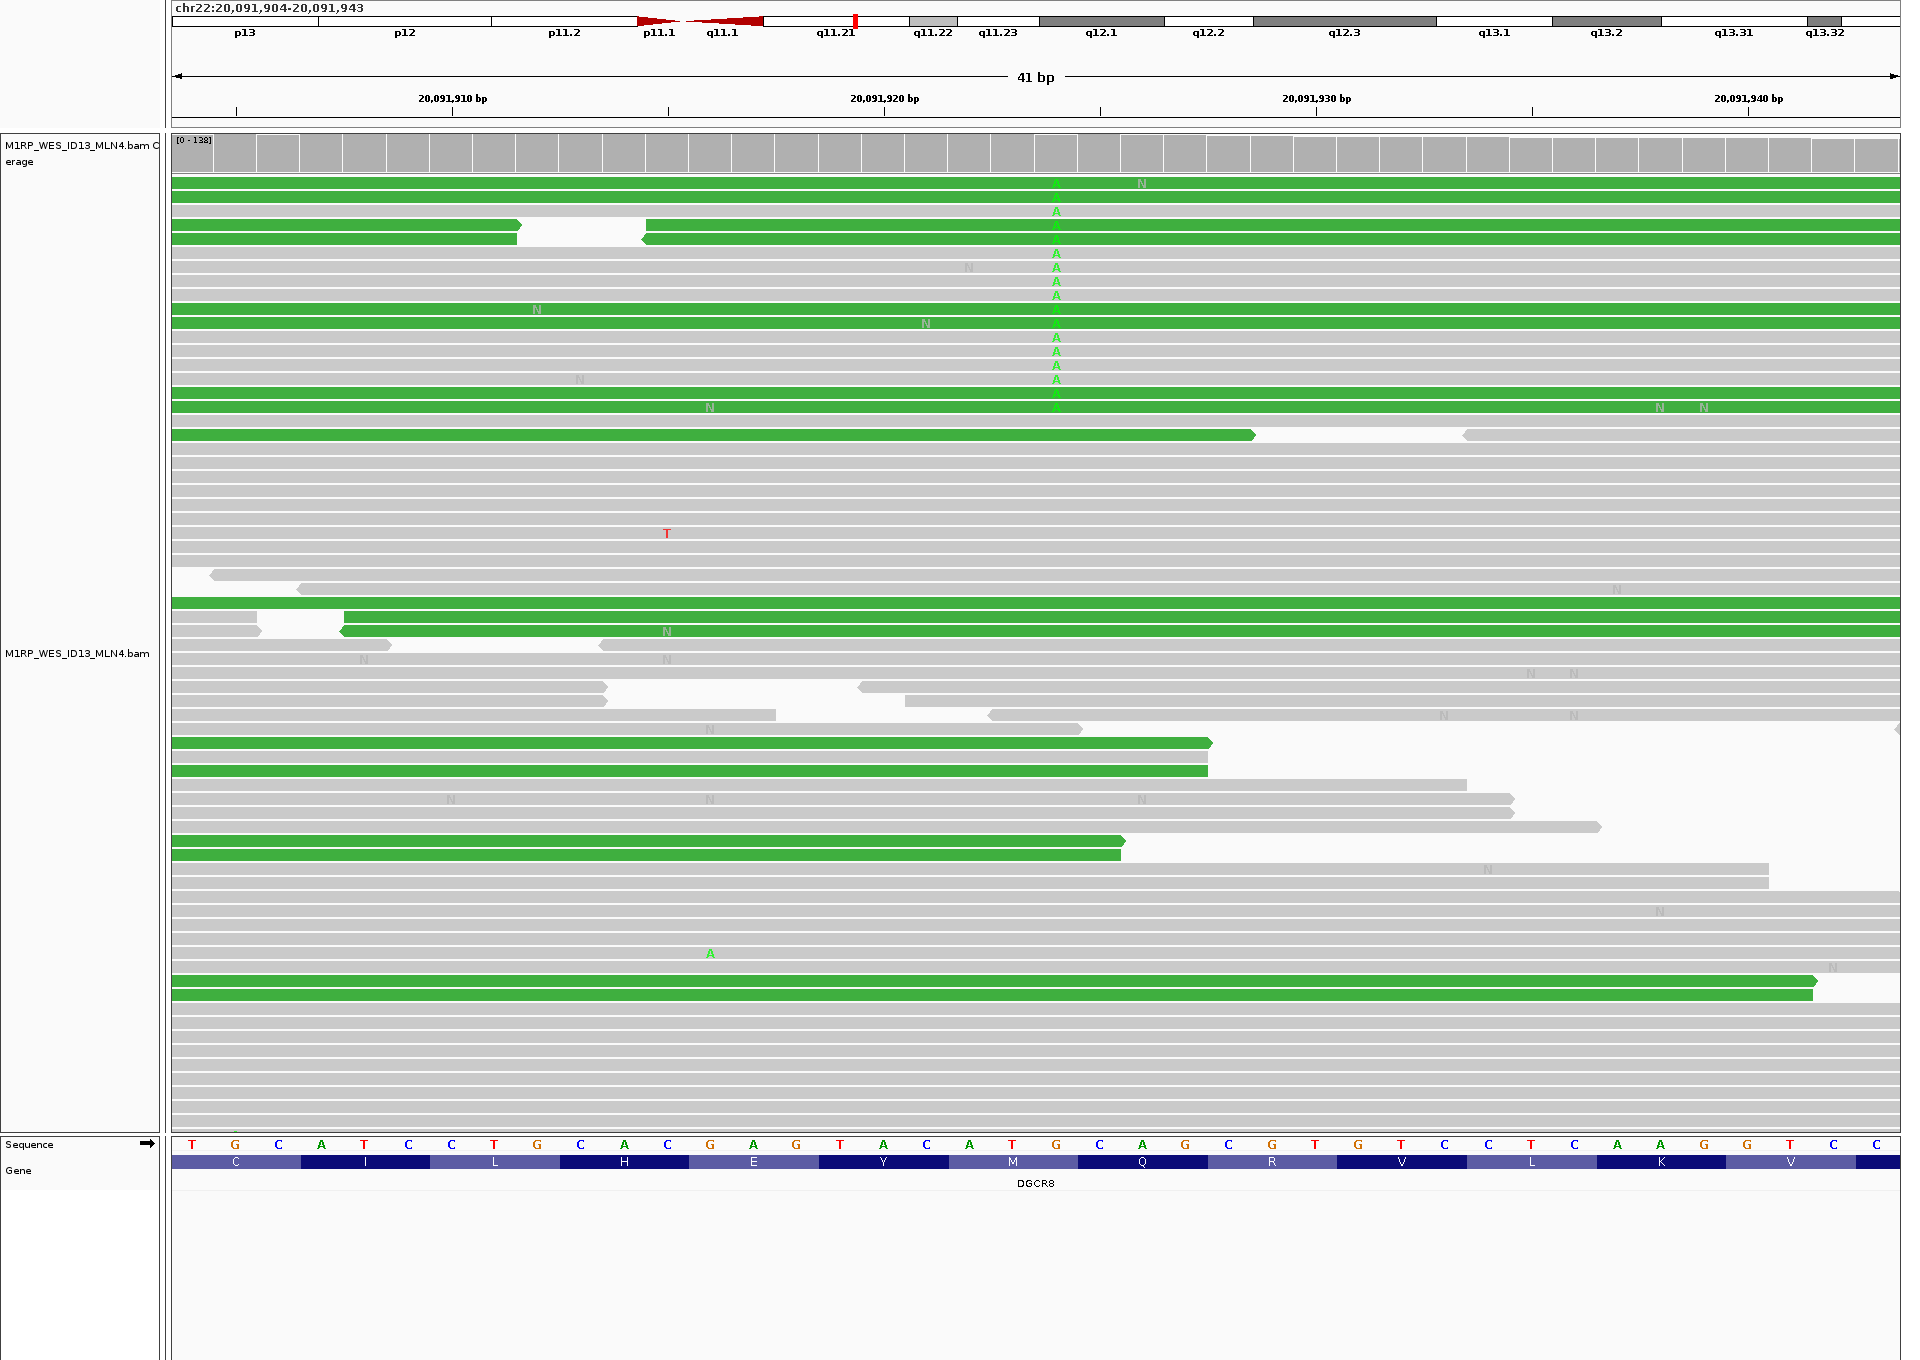 chr22:20,091,904-20,091,943
p13 p12 p11.2 p11.1 q11.1 q11.21 q11.22 q11.23 q12.1 q12.2 q12.3 q13.1 q13.2 q13.31 q13.32
41 bp
20,091,910 bp 20,091,920 bp 20,091,930 bp 20,091,940 bp
M1RP_WES_ID13_MLN4.bam C
erage
[0 - 138]
A N
A
A
A
A
A
N A
A
A
N A
N A
A
A
A
N A
A
N A N N
T
N
N
M1RP_WES_ID13_MLN4.bam
N N
N N
N N
N
N N N
N
N
A
N
Sequence
T G C A T C C T G C A C G A G T A C A T G C A G C G T G T C C T C A A G G T C C
Gene
C I L H E Y M Q R V L K V
DGCR8